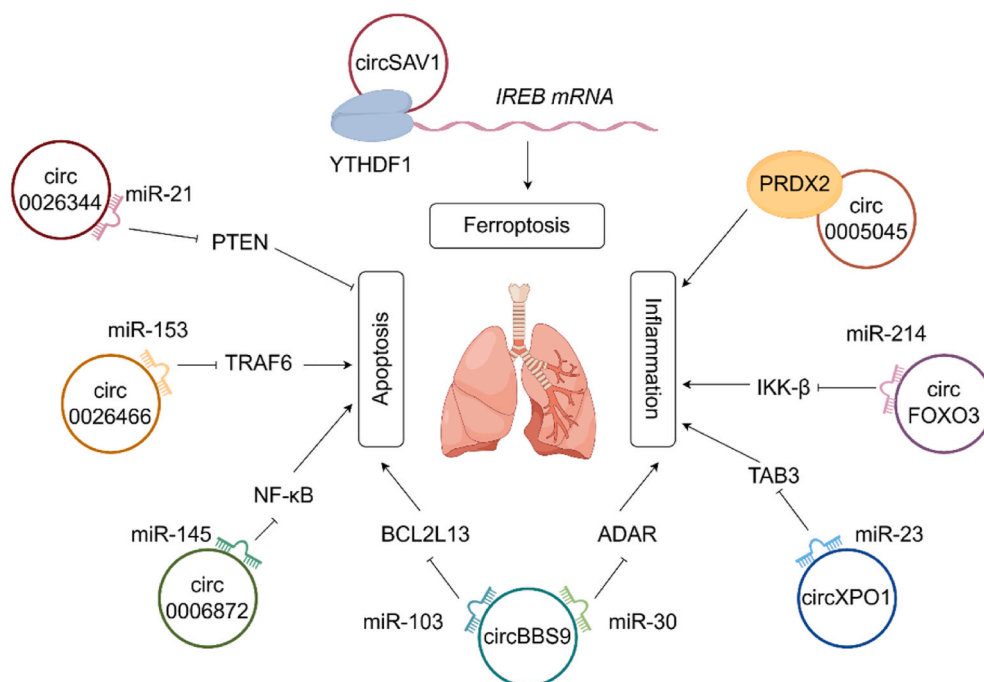 circSAV1
IREB mRNA
YTHDF1
Ferroptosis
circ
0026344
miR-21
PTEN
PRDX2
circ
0005045
Apoptosis
Inflammation
miR-153
TRAF6
circ
0026466
miR-214
IKK-β
circ
FOXO3
NF-κB
miR-145
circ
0006872
BCL2L13
miR-103
circBBS9
ADAR
miR-30
TAB3
miR-23
circXPO1